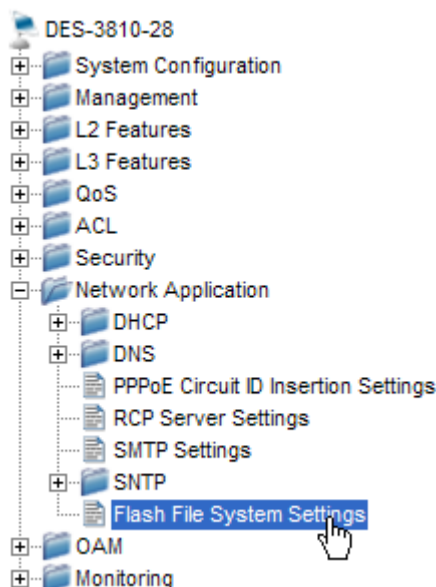 DES-3810-28
System Configuration
Management
L2 Features
L3 Features
QoS
ACL
Security
Network Application
DHCP
DNS
PPPoE Circuit ID Insertion Settings
RCP Server Settings
SMTP Settings
SNTP
Flash File System Settings
OAM
Monitoring